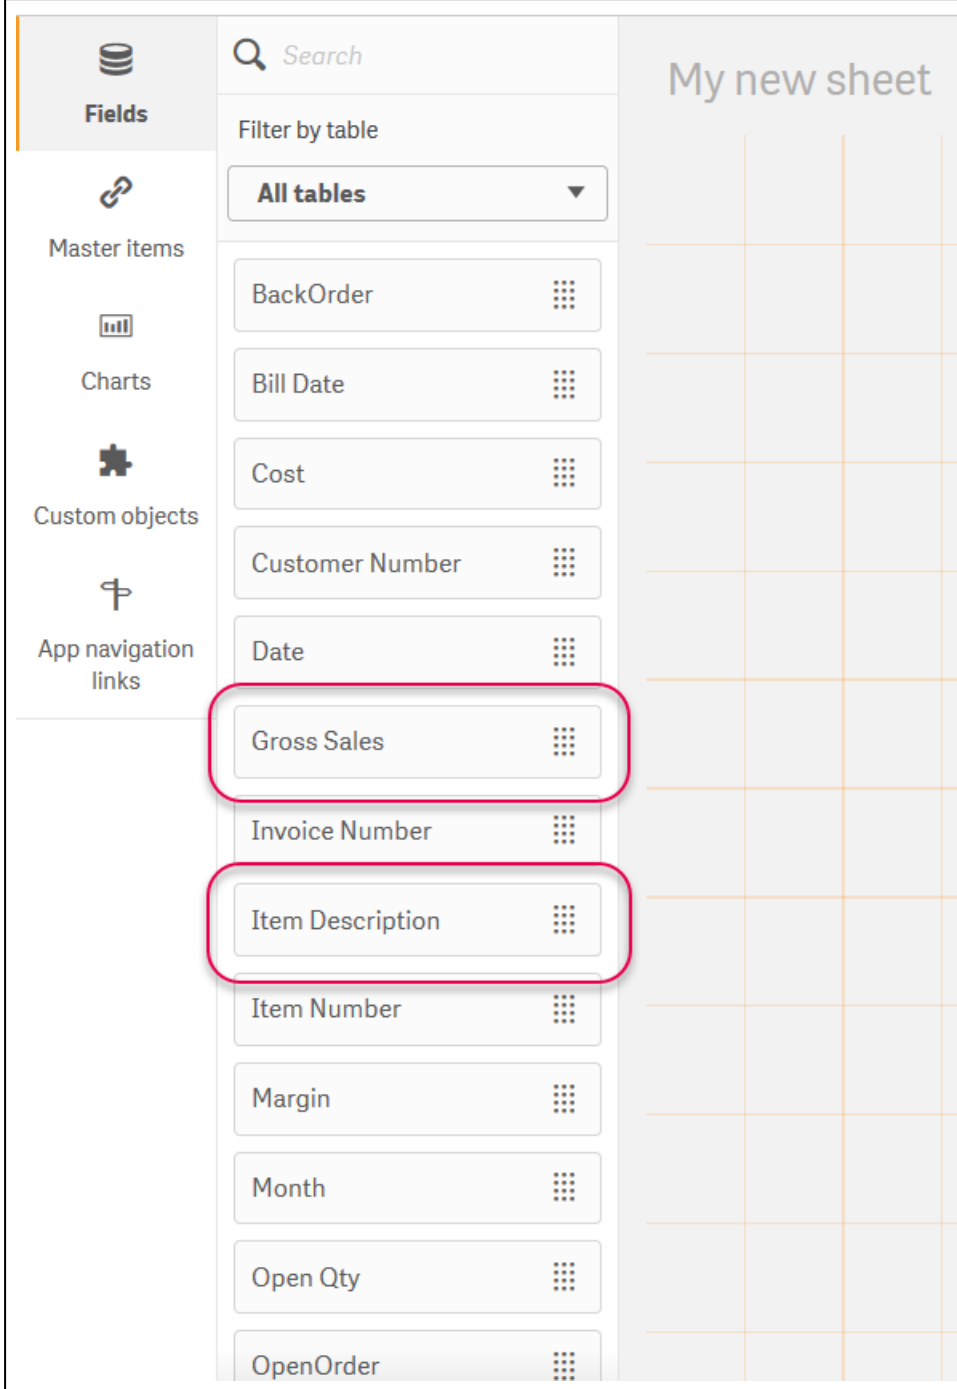 Fields
Master items
Charts
Custom objects
App navigation
links
Search
Filter by table
All tables
BackOrder
Bill Date
Cost
Customer Number
Date
Gross Sales
Invoice Number
Item Description
Item Number
Margin
Month
Open Qty
OpenOrder
My new sheet